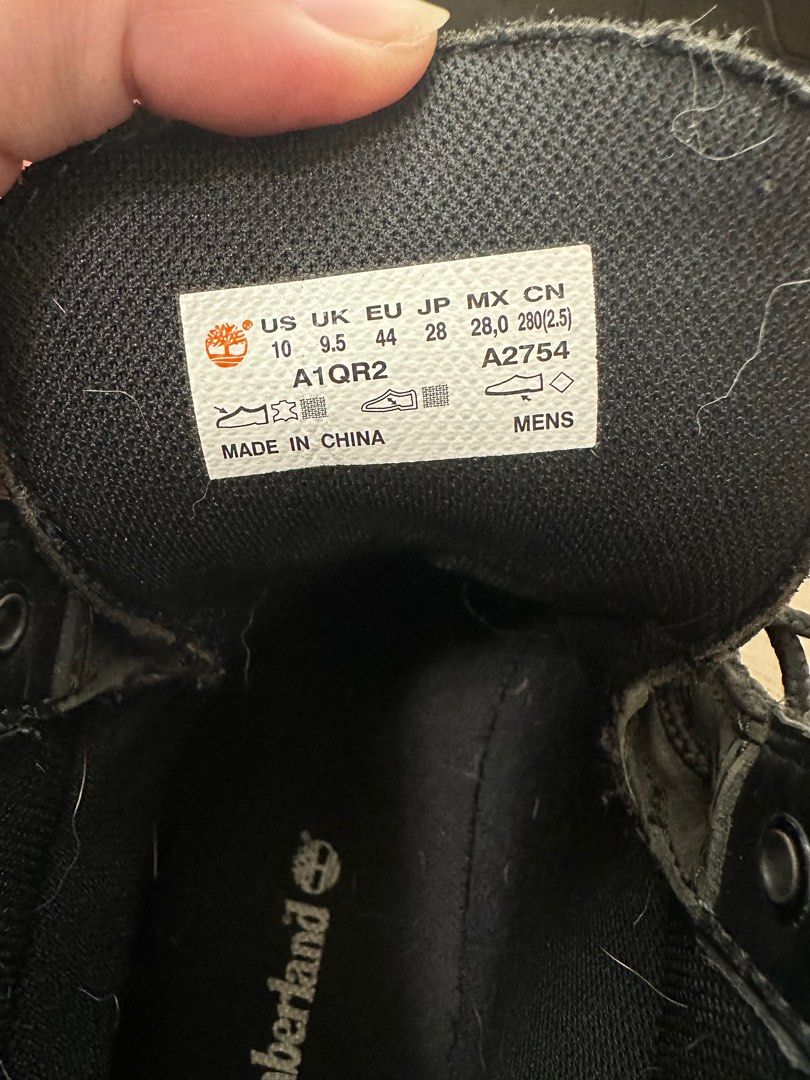 US UK EU JP MX CN
10 9.5 44 28 28,0 280(2.5)
A1QR2 A2754
MADE IN CHINA MENS
®
mberland